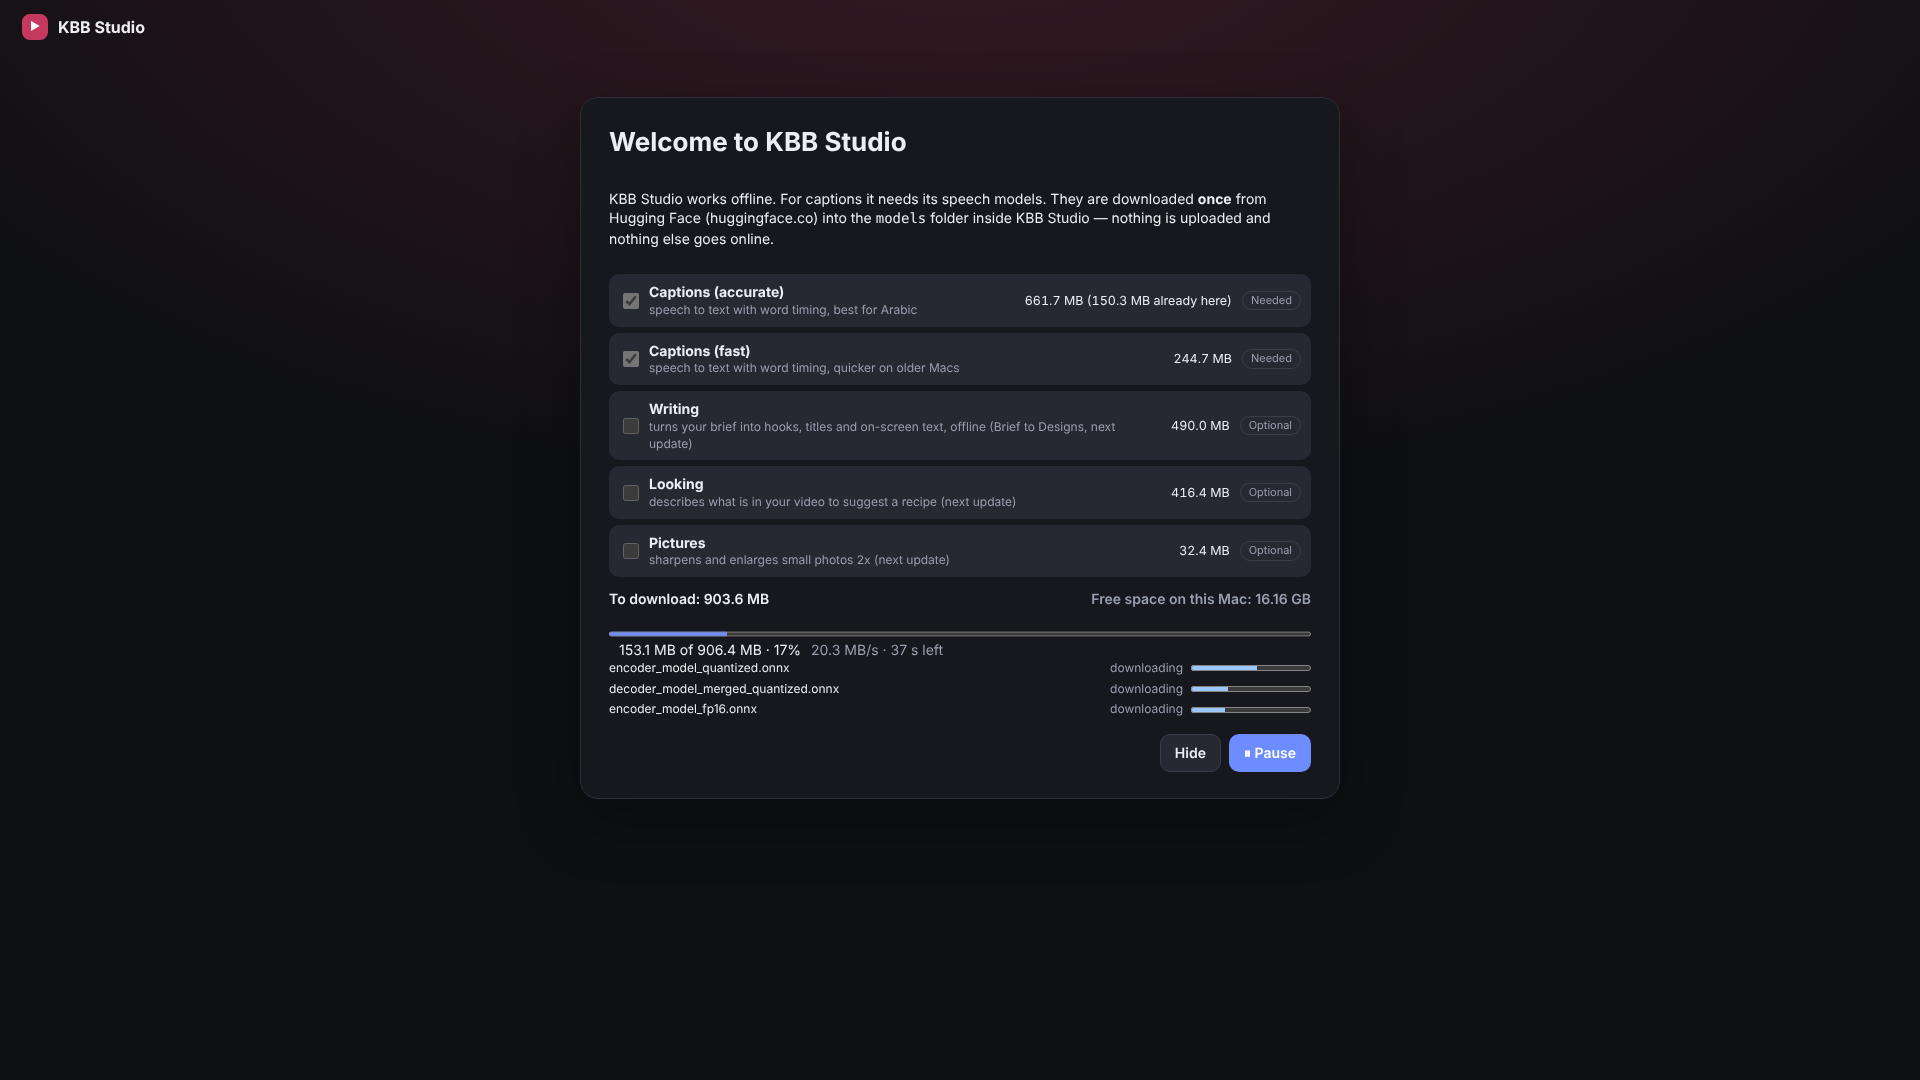 KBB Studio
Welcome to KBB Studio
KBB Studio works offline. For captions it needs its speech models. They are downloaded once from
Hugging Face (huggingface.co) into the models folder inside KBB Studio — nothing is uploaded and
nothing else goes online.
Captions (accurate)
speech to text with word timing, best for Arabic
661.7 MB (150.3 MB already here) Needed
Captions (fast)
speech to text with word timing, quicker on older Macs
244.7 MB Needed
Writing
turns your brief into hooks, titles and on-screen text, offline (Brief to Designs, next
update)
490.0 MB Optional
Looking
describes what is in your video to suggest a recipe (next update)
416.4 MB Optional
Pictures
sharpens and enlarges small photos 2x (next update)
32.4 MB Optional
To download: 903.6 MB Free space on this Mac: 16.16 GB
153.1 MB of 906.4 MB · 17% 20.3 MB/s · 37 s left
encoder_model_quantized.onnx downloading
decoder_model_merged_quantized.onnx downloading
encoder_model_fp16.onnx downloading
Hide Pause